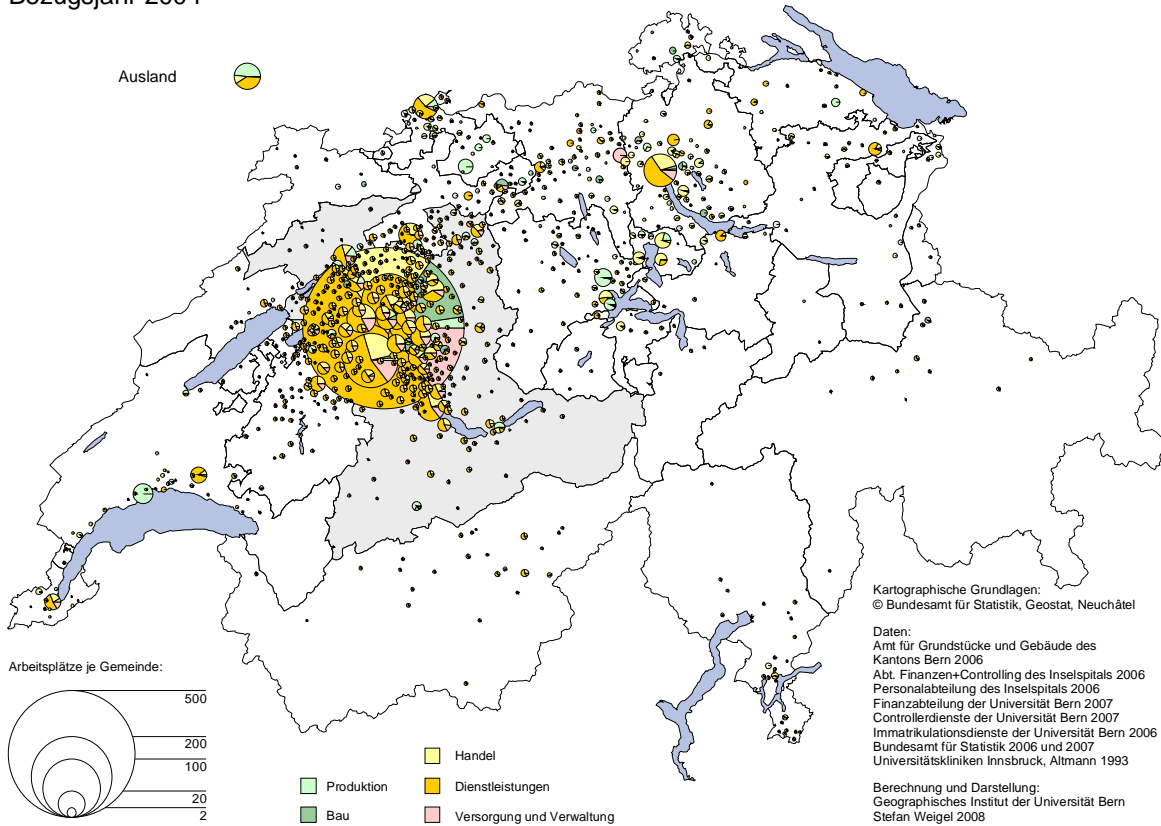 Bezugsjahr 2004
Ausland
Arbeitsplätze je Gemeinde:
500
200
100
20
2
Produktion
Bau
Handel
Dienstleistungen
Versorgung und Verwaltung
Kartographische Grundlagen:
© Bundesamt für Statistik, Geostat, Neuchâtel
Daten:
Amt für Grundstücke und Gebäude des
Kantons Bern 2006
Abt. Finanzen+Controlling des Inselspitals 2006
Personalabteilung des Inselspitals 2006
Finanzabteilung der Universität Bern 2007
Controllerdienste der Universität Bern 2007
Immatrikulationsdienste der Universität Bern 2006
Bundesamt für Statistik 2006 und 2007
Universitätskliniken Innsbruck, Altmann 1993
Berechnung und Darstellung:
Geographisches Institut der Universität Bern
Stefan Weigel 2008